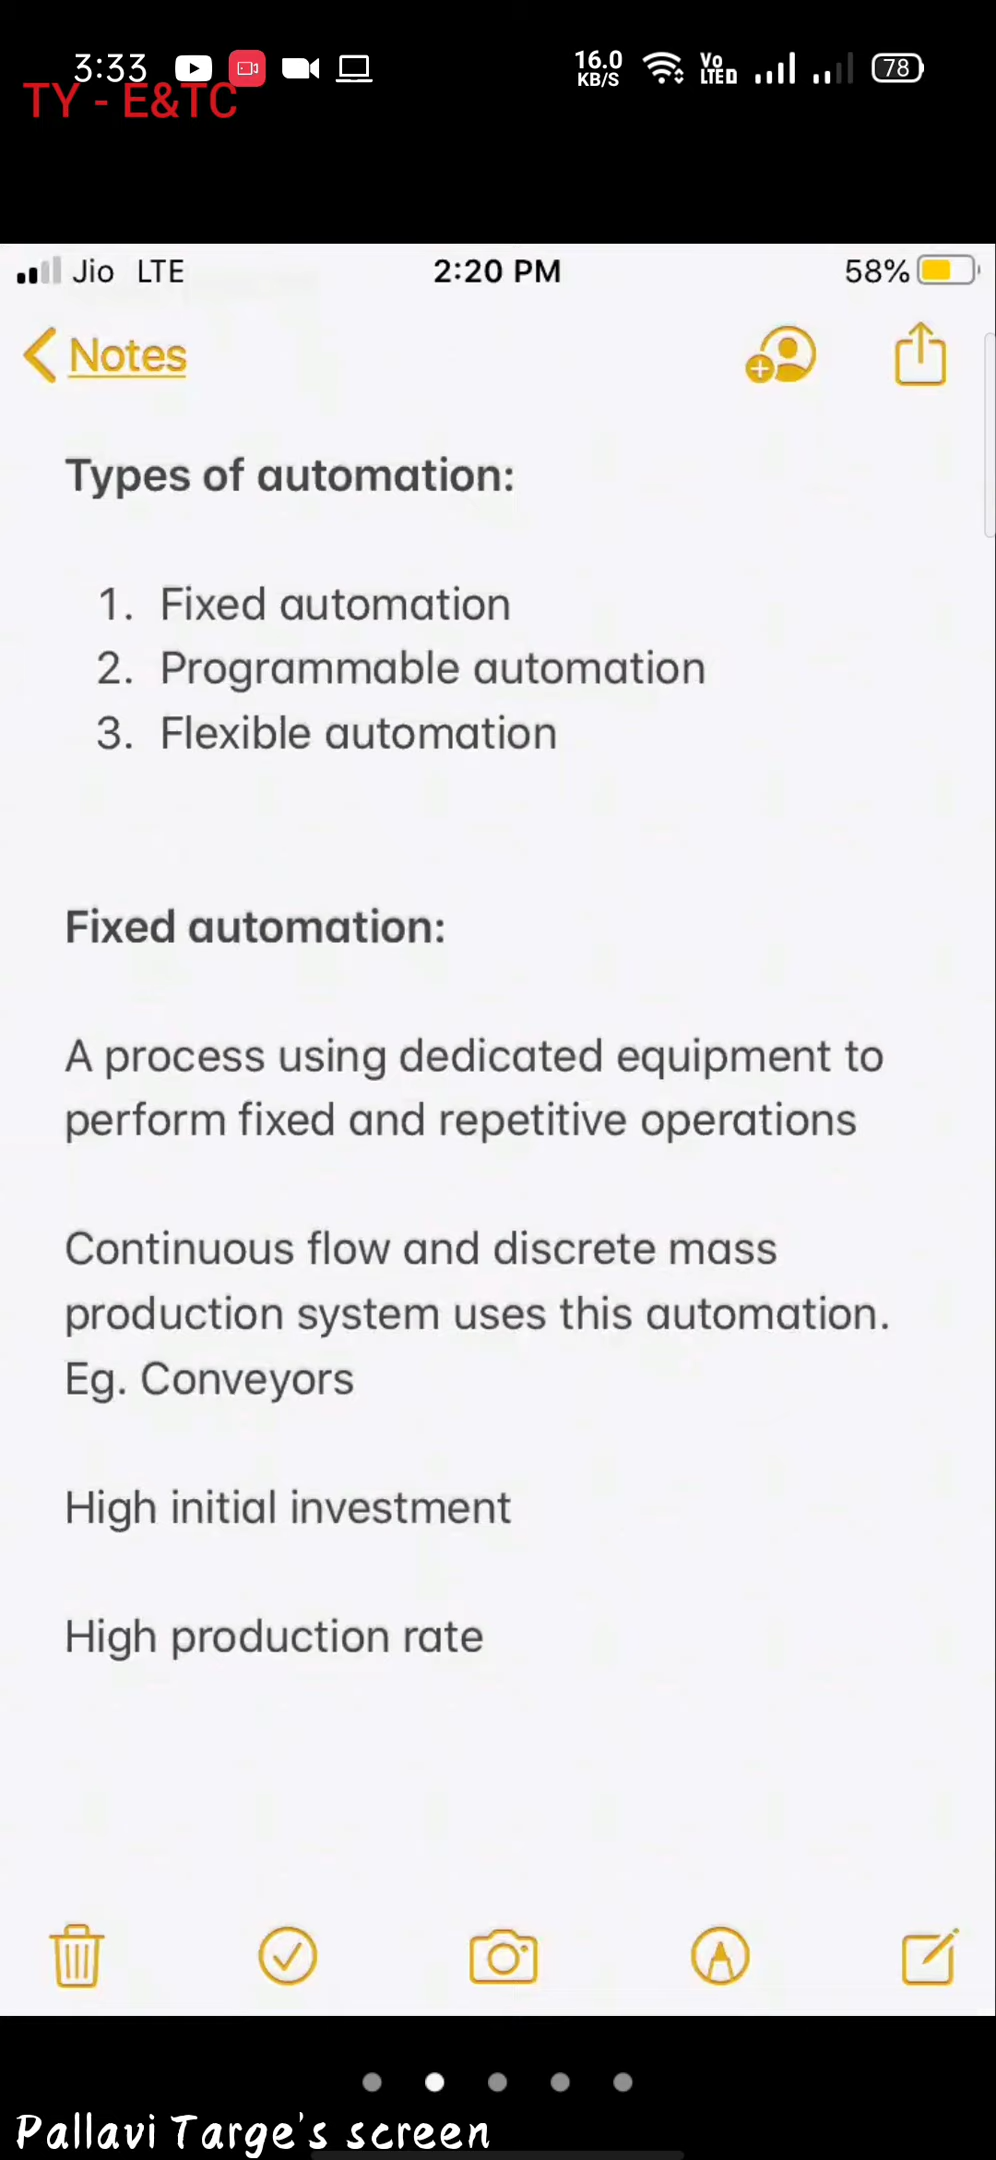 3:33
16.0
KB/S
Vo
LTED
78
TY - E&TC
Jio LTE
2:20 PM
58%
Notes
Types of automation:
1. Fixed automation
2. Programmable automation
3. Flexible automation
Fixed automation:
A process using dedicated equipment to
perform fixed and repetitive operations
Continuous flow and discrete mass
production system uses this automation.
Eg. Conveyors
High initial investment
High production rate
Pallavi Targe's screen